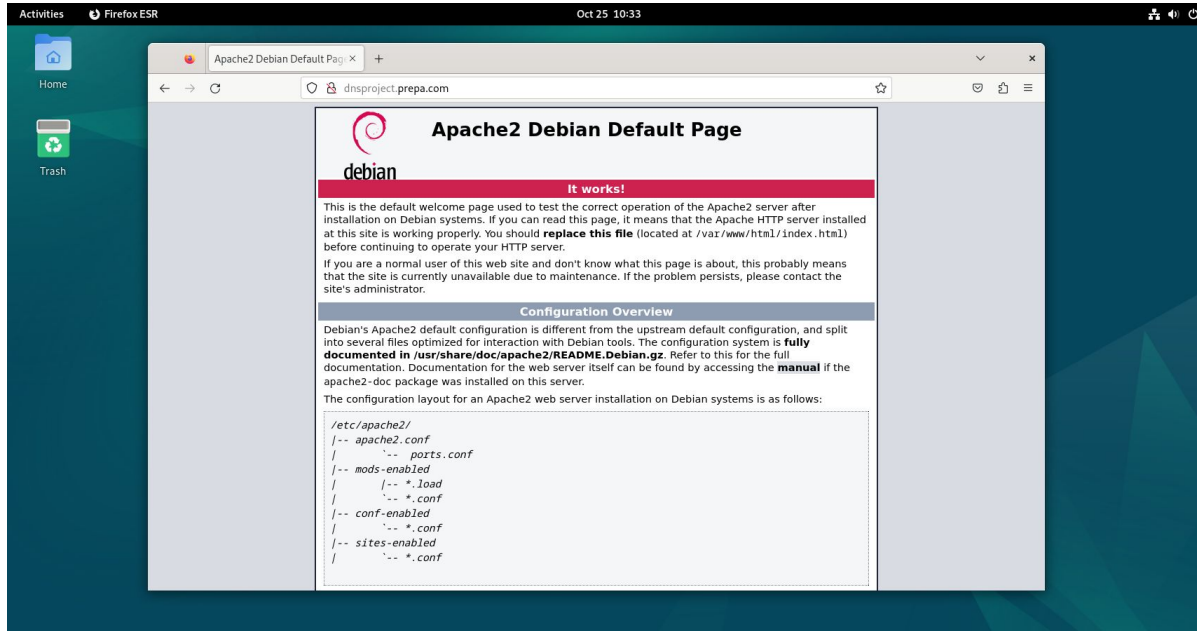 Activities Firefox ESR Oct 25 10:33
Home
Trash
Apache2 Debian Default Pag
dnsproject.prepa.com
debian
Apache2 Debian Default Page
It works!
This is the default welcome page used to test the correct operation of the Apache2 server after
installation on Debian systems. If you can read this page, it means that the Apache HTTP server installed
at this site is working properly. You should replace this file (located at /var/www/html/index.html)
before continuing to operate your HTTP server.
If you are a normal user of this web site and don't know what this page is about, this probably means
that the site is currently unavailable due to maintenance. If the problem persists, please contact the
site's administrator.
Configuration Overview
Debian's Apache2 default configuration is different from the upstream default configuration, and split
into several files optimized for interaction with Debian tools. The configuration system is fully
documented in /usr/share/doc/apache2/README.Debian.gz. Refer to this for the full
documentation. Documentation for the web server itself can be found by accessing the manual if the
apache2-doc package was installed on this server.
The configuration layout for an Apache2 web server installation on Debian systems is as follows:
/etc/apache2/
|-- apache2.conf
|       `--  ports.conf
|-- mods-enabled
|       |-- *.load
|       `-- *.conf
|-- conf-enabled
|       `-- *.conf
|-- sites-enabled
|       `-- *.conf